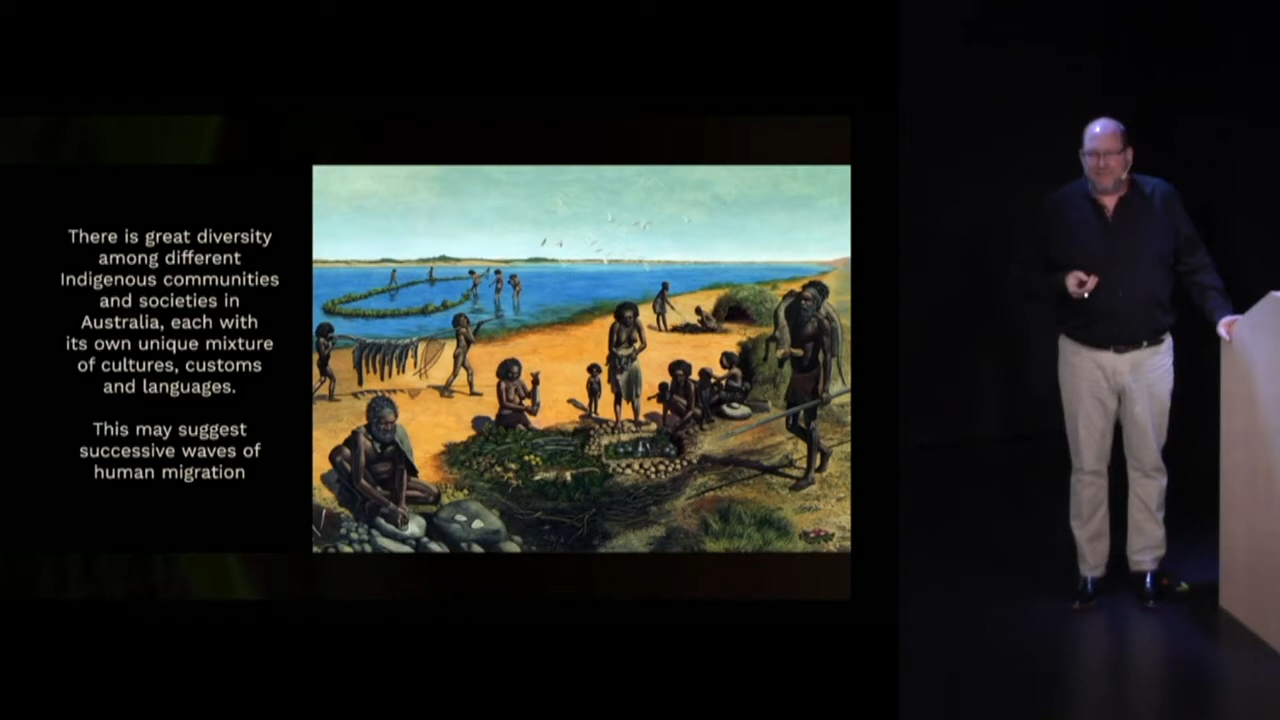 There is great diversity
among different
Indigenous communities
and societies in
Australia, each with
its own unique mixture
of cultures, customs
and languages.
This may suggest
successive waves of
human migration